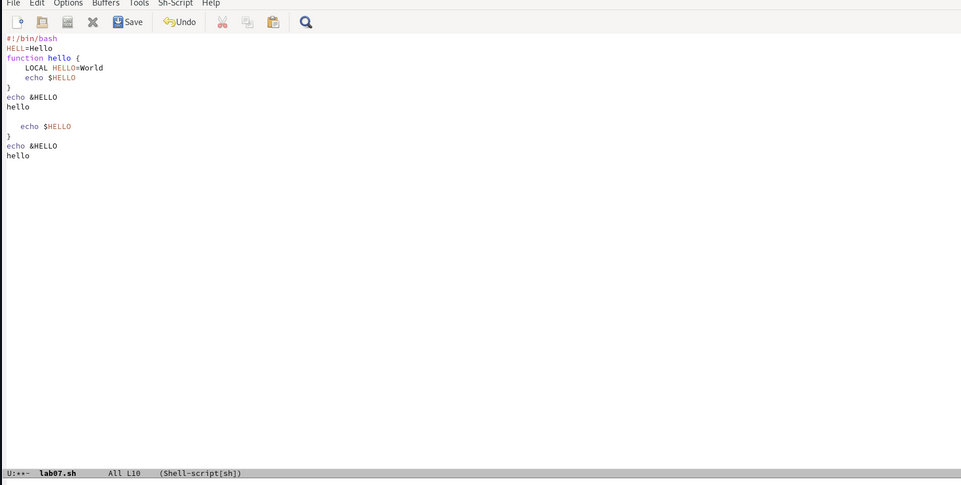 File Edit Options Buffers Tools Sh-Script Help
Save Undo
#!/bin/bash
HELL=Hello
function hello {
    LOCAL HELLO=World
    echo $HELLO
}
echo &HELLO
hello

   echo $HELLO
}
echo &HELLO
hello
U:**- lab07.sh All L10 (Shell-script[sh])